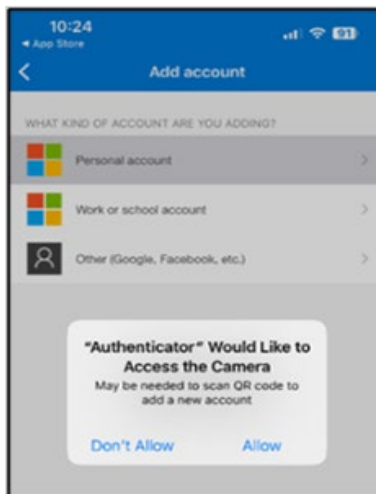 10:24
91
◀ App Store
Add account
WHAT KIND OF ACCOUNT ARE YOU ADDING?
Personal account
Work or school account
Other (Google, Facebook, etc.)
"Authenticator" Would Like to
Access the Camera
May be needed to scan QR code to
add a new account
Don't Allow
Allow